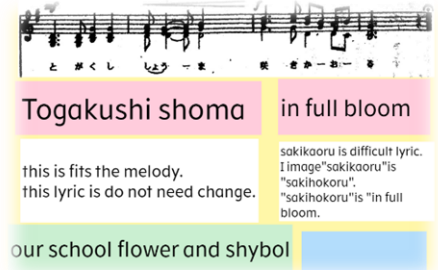 と がくし しょう ー ま 咲 ・さ か ー お ー る
Togakushi shoma
in full bloom
this is fits the melody.
this lyric is do not need change.
sakikaoru is difficult lyric.
I image"sakikaoru"is
"sakihokoru".
"sakihokoru"is "in full
bloom.
our school flower and shybol